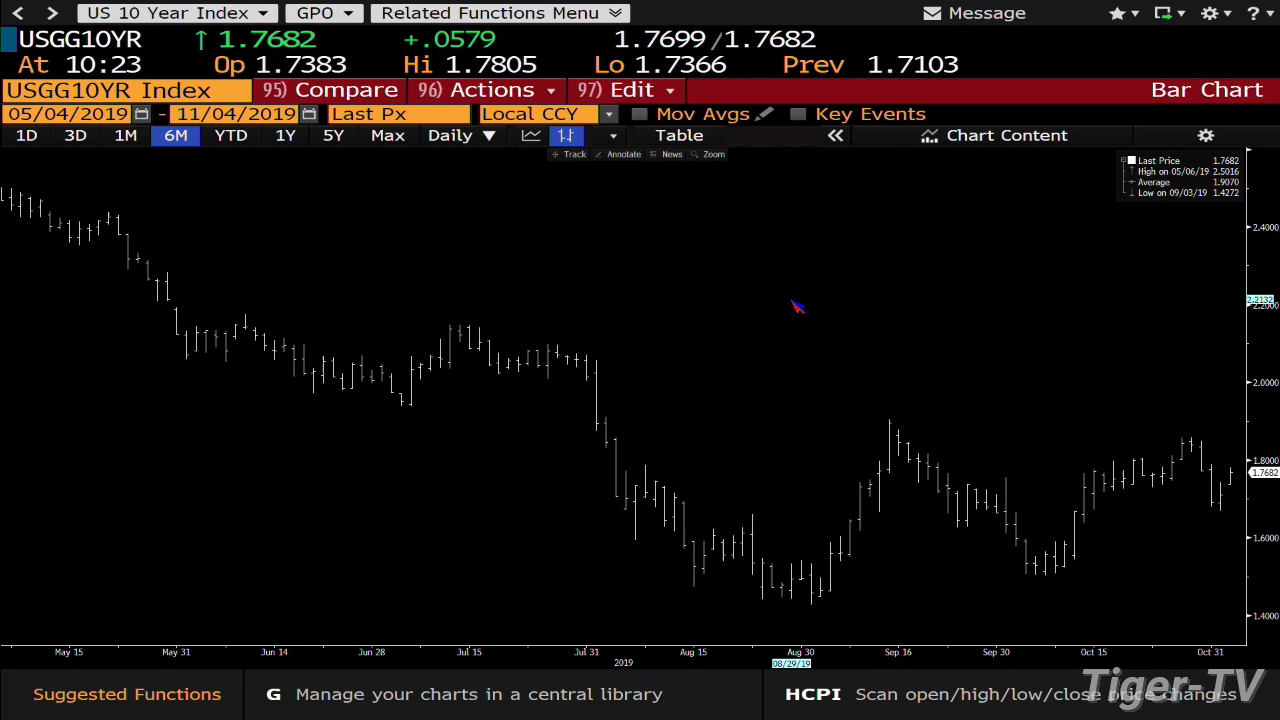 US 10 Year Index GPO Related Functions Menu Message ?
USGG10YR ↑ 1.7682 +.0579 1.7699/1.7682
At 10:23 Op 1.7383 Hi 1.7805 Lo 1.7366 Prev 1.7103
USGG10YR Index 95) Compare 96) Actions 97) Edit Bar Chart
05/04/2019 - 11/04/2019 Last Px Local CCY Mov Avgs Key Events
1D 3D 1M 6M YTD 1Y 5Y Max Daily ▼ Table « Chart Content
Track Annotate News Zoom
Last Price 1.7682
High on 05/06/19 2.5016
Average 1.9070
Low on 09/03/19 1.4272
2.4000
2.2132
2.2000
2.0000
1.8000
1.7682
1.6000
1.4000
May 15 May 31 Jun 14 Jun 28 Jul 15 Jul 31 Aug 15 Aug 30 Sep 16 Sep 30 Oct 15 Oct 31
2019 08/29/19
Suggested Functions G Manage your charts in a central library HCPI Scan open/high/low/close price changes
Tiger-TV